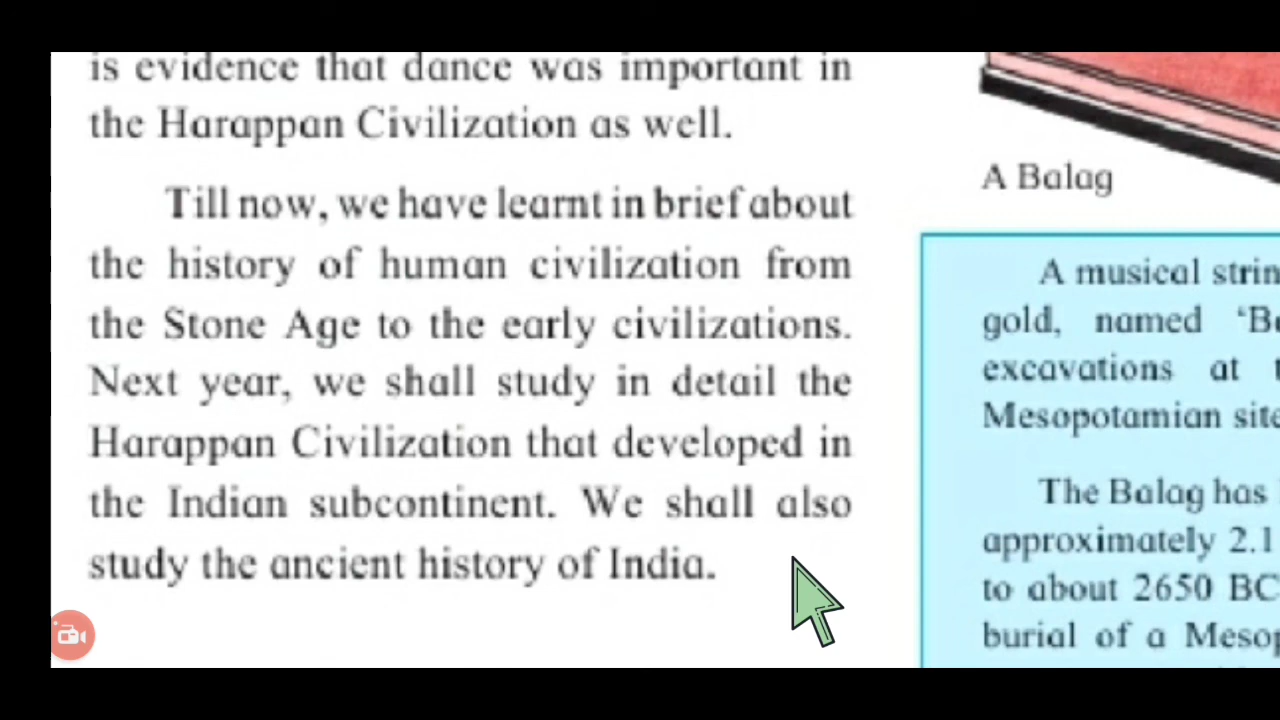 is evidence that dance was important in
the Harappan Civilization as well.
Till now, we have learnt in brief about
the history of human civilization from
the Stone Age to the early civilizations.
Next year, we shall study in detail the
Harappan Civilization that developed in
the Indian subcontinent. We shall also
study the ancient history of India.
A Balag
A musical
gold, named
excavations at
Mesopotamian
The Balag has
approximately 2.1
to about 2650 BC
burial of a